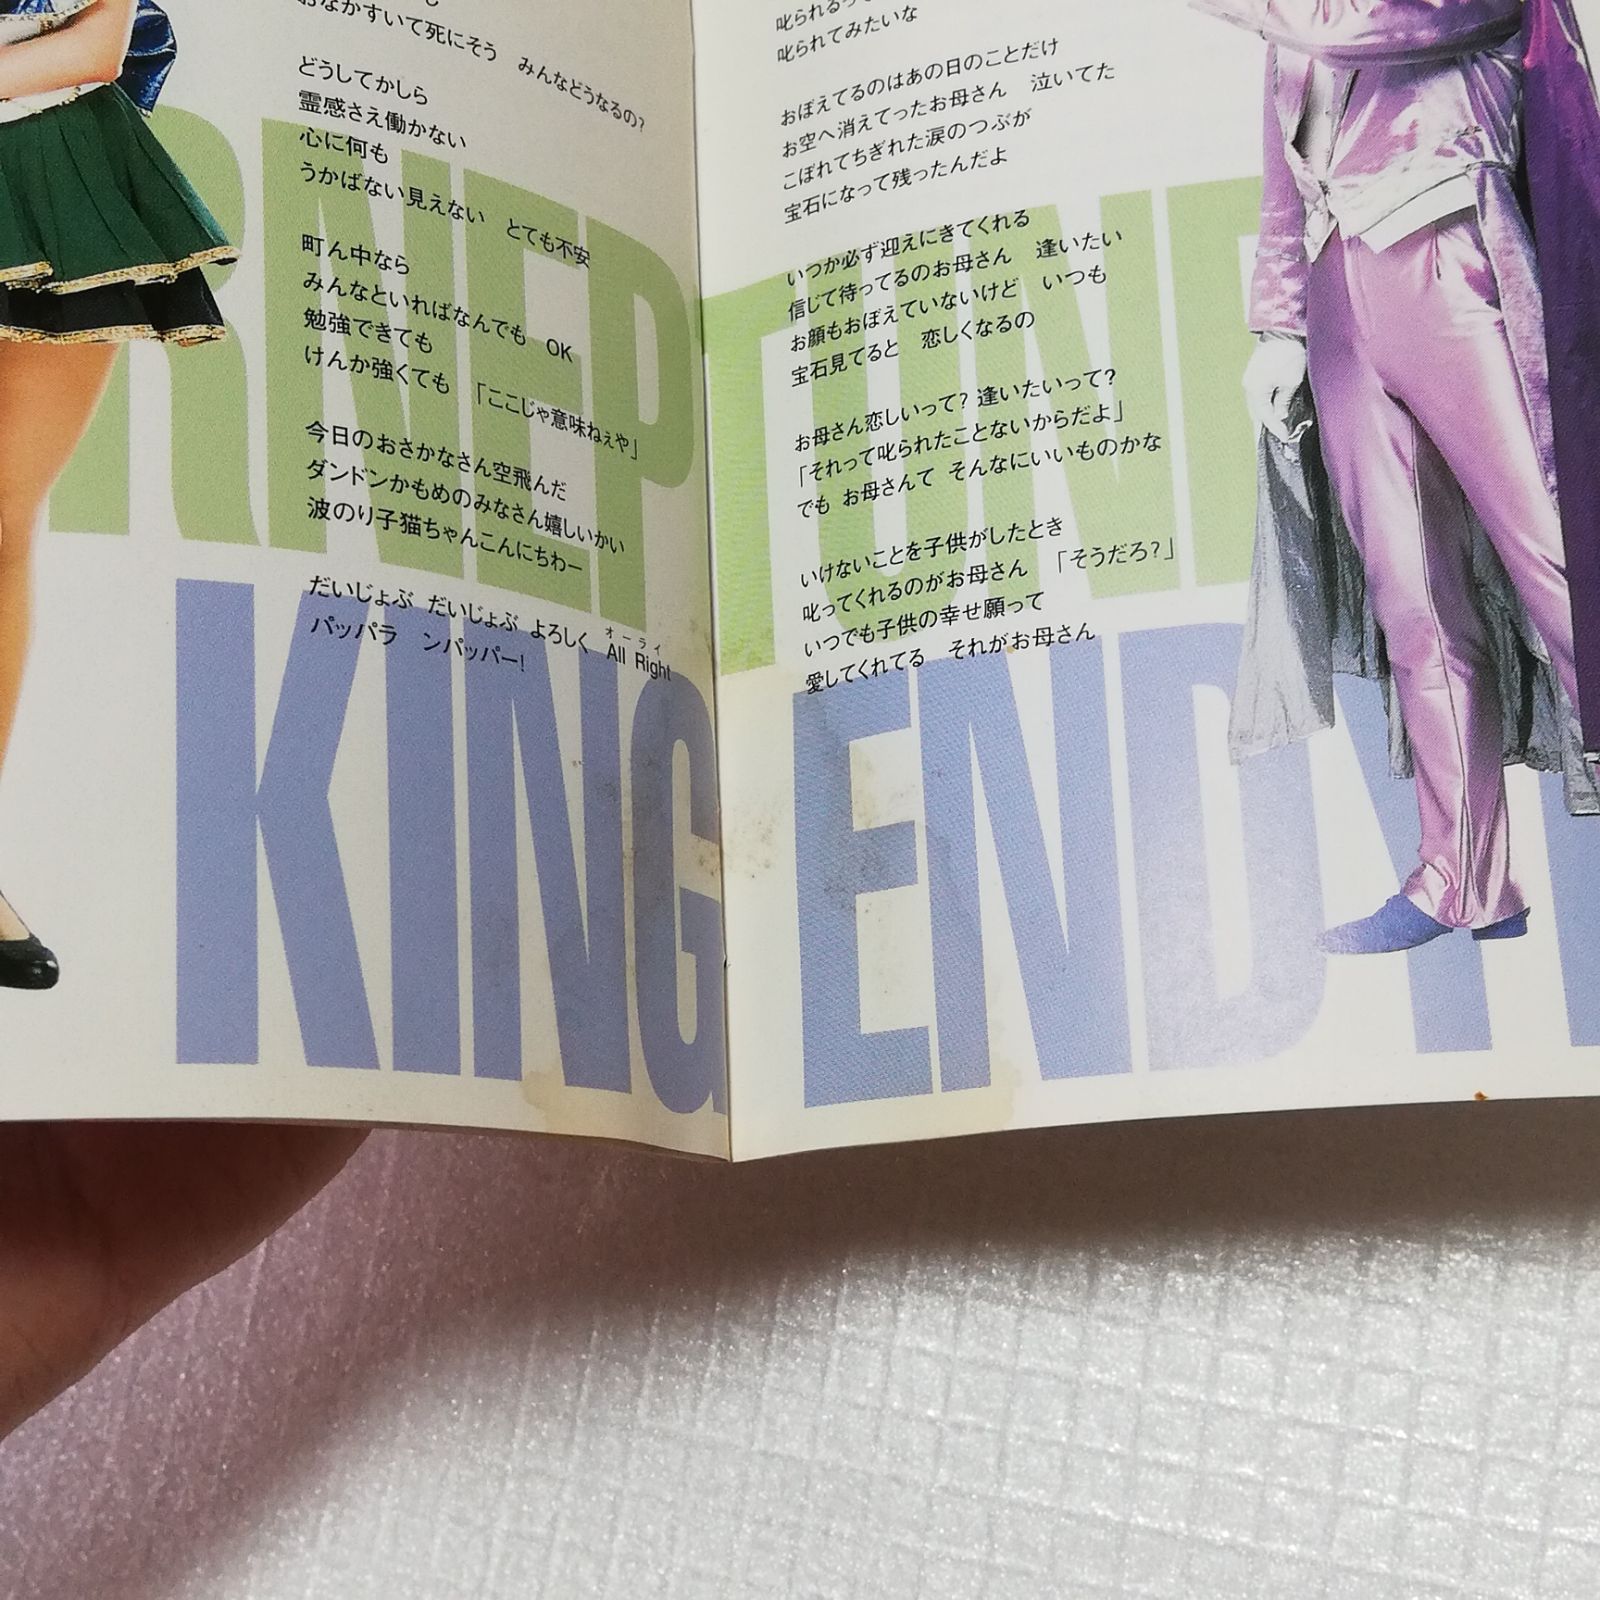 おなかすいて死にそう　みんなどうなるの?
どうしてかしら
霊感さえ働かない
心に何も
うかばない見えない　とても不安
町ん中なら
みんなといればなんでも　OK
勉強できても
けんか強くても　「ここじゃ意味ねぇや」
今日のおさかなさん空飛んだ
ダンドンかもめのみなさん嬉しいかい
波のり子猫ちゃんこんにちわー
だいじょぶ だいじょぶ よろしく All Right
オーライ
パッパラ　ンパッパー!
叱られるっ
叱られてみたいな
おぼえてるのはあの日のことだけ
お空へ消えてったお母さん　泣いてた
こぼれてちぎれた涙のつぶが
宝石になって残ったんだよ
いつか必ず迎えにきてくれる
信じて待ってるのお母さん　逢いたい
お顔もおぼえていないけど　いつも
宝石見てると　恋しくなるの
お母さん恋しいって? 逢いたいって?
「それって叱られたことないからだよ」
でも お母さんて そんなにいいものかな
いけないことを子供がしたとき
叱ってくれるのがお母さん　「そうだろ?」
いつでも子供の幸せ願って
愛してくれてる　それがお母さん
RNEPTUNE
KING ENDY